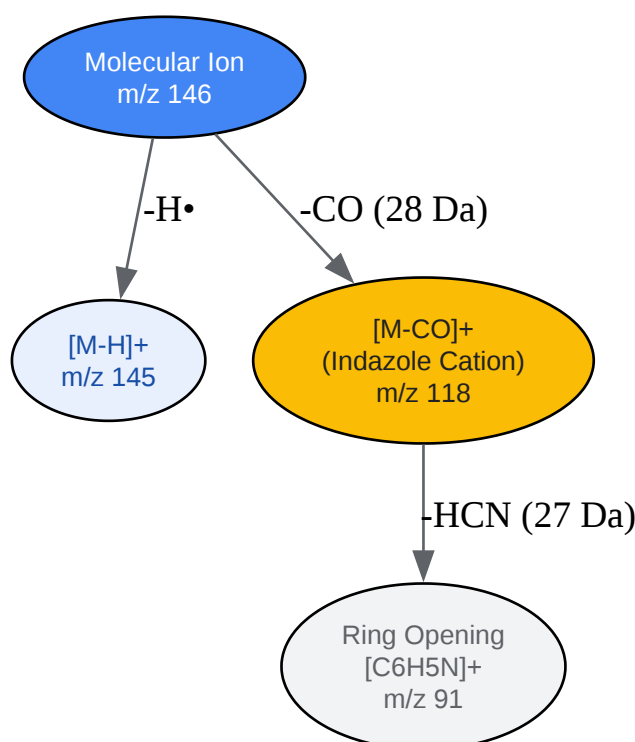 Molecular Ion
m/z 146
-H•
-CO (28 Da)
[M-H]+
m/z 145
[M-CO]+
(Indazole Cation)
m/z 118
-HCN (27 Da)
Ring Opening
[C6H5N]+
m/z 91